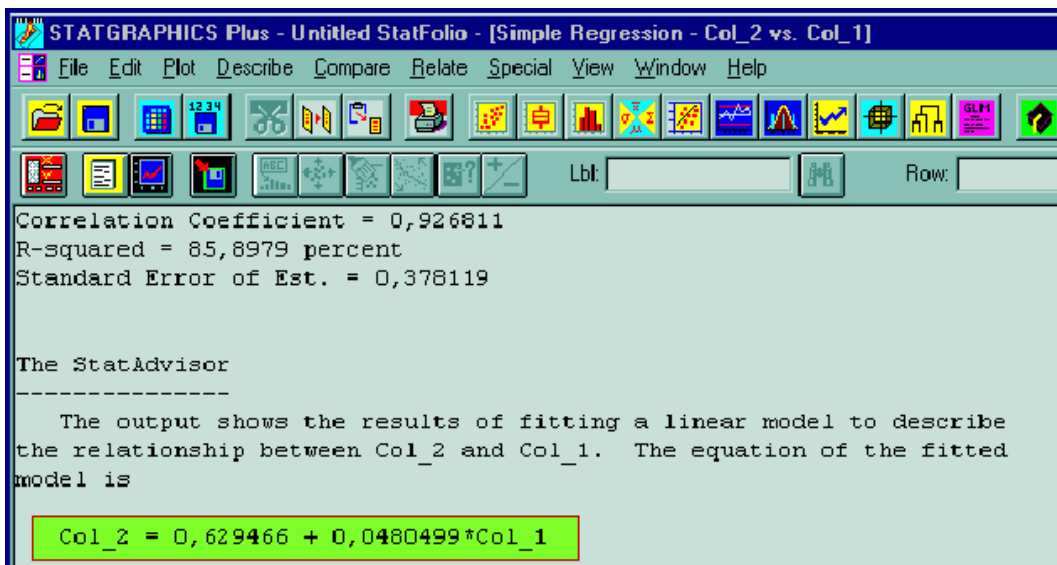 STATGRAPHICS Plus - Untitled StatFolio - [Simple Regression - Col_2 vs. Col_1]
File Edit Plot Describe Compare Relate Special View Window Help
1234
GLM
ABC
Lbl: Row:
Correlation Coefficient = 0,926811
R-squared = 85,8979 percent
Standard Error of Est. = 0,378119
The StatAdvisor
---------------
The output shows the results of fitting a linear model to describe
the relationship between Col_2 and Col_1. The equation of the fitted
model is
Col_2 = 0,629466 + 0,0480499*Col_1